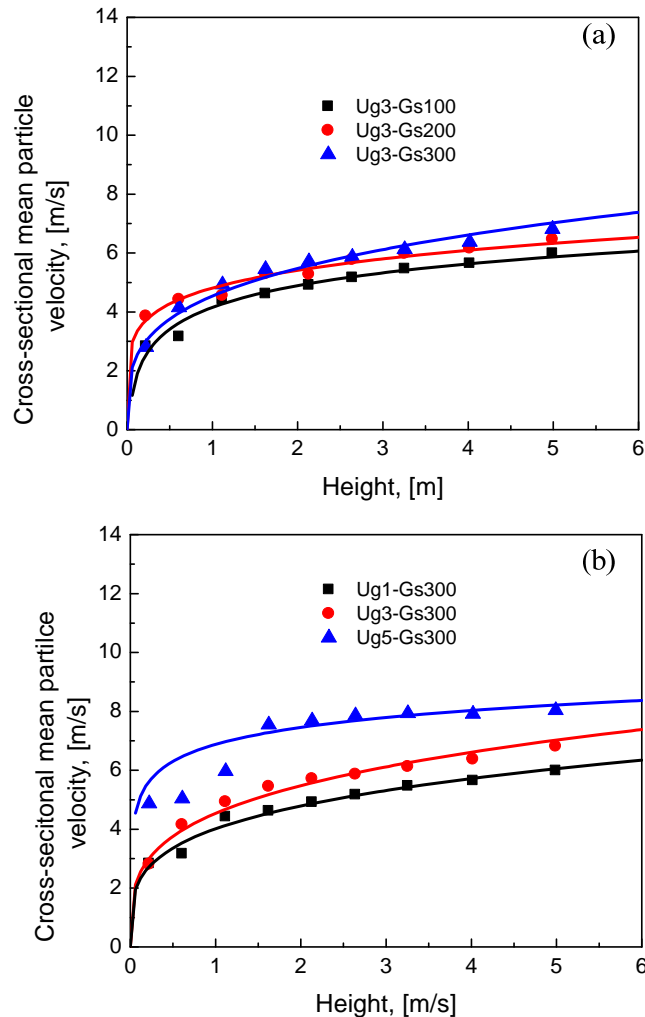 (a)
14
12
10
8
6
4
2
0
Ug3-Gs100
Ug3-Gs200
Ug3-Gs300
Cross-sectional mean particle
velocity, [m/s]
0 1 2 3 4 5 6
Height, [m]
(b)
14
12
10
8
6
4
2
0
Ug1-Gs300
Ug3-Gs300
Ug5-Gs300
Cross-secitonal mean partilce
velocity, [m/s]
0 1 2 3 4 5 6
Height, [m/s]